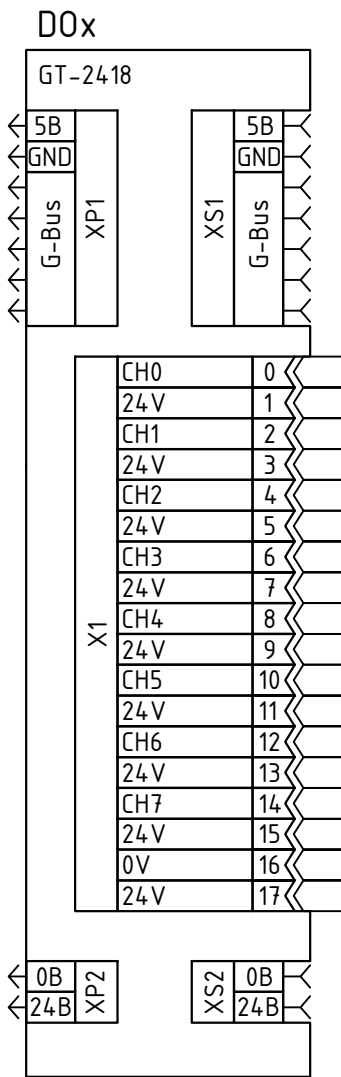 DOx
GT-2418
5В 5В
GND GND
G-Bus XP1 XS1 G-Bus
X1
CH0 0
24V 1
CH1 2
24V 3
CH2 4
24V 5
CH3 6
24V 7
CH4 8
24V 9
CH5 10
24V 11
CH6 12
24V 13
CH7 14
24V 15
0V 16
24V 17
0В XP2 XS2 0В
24В 24В